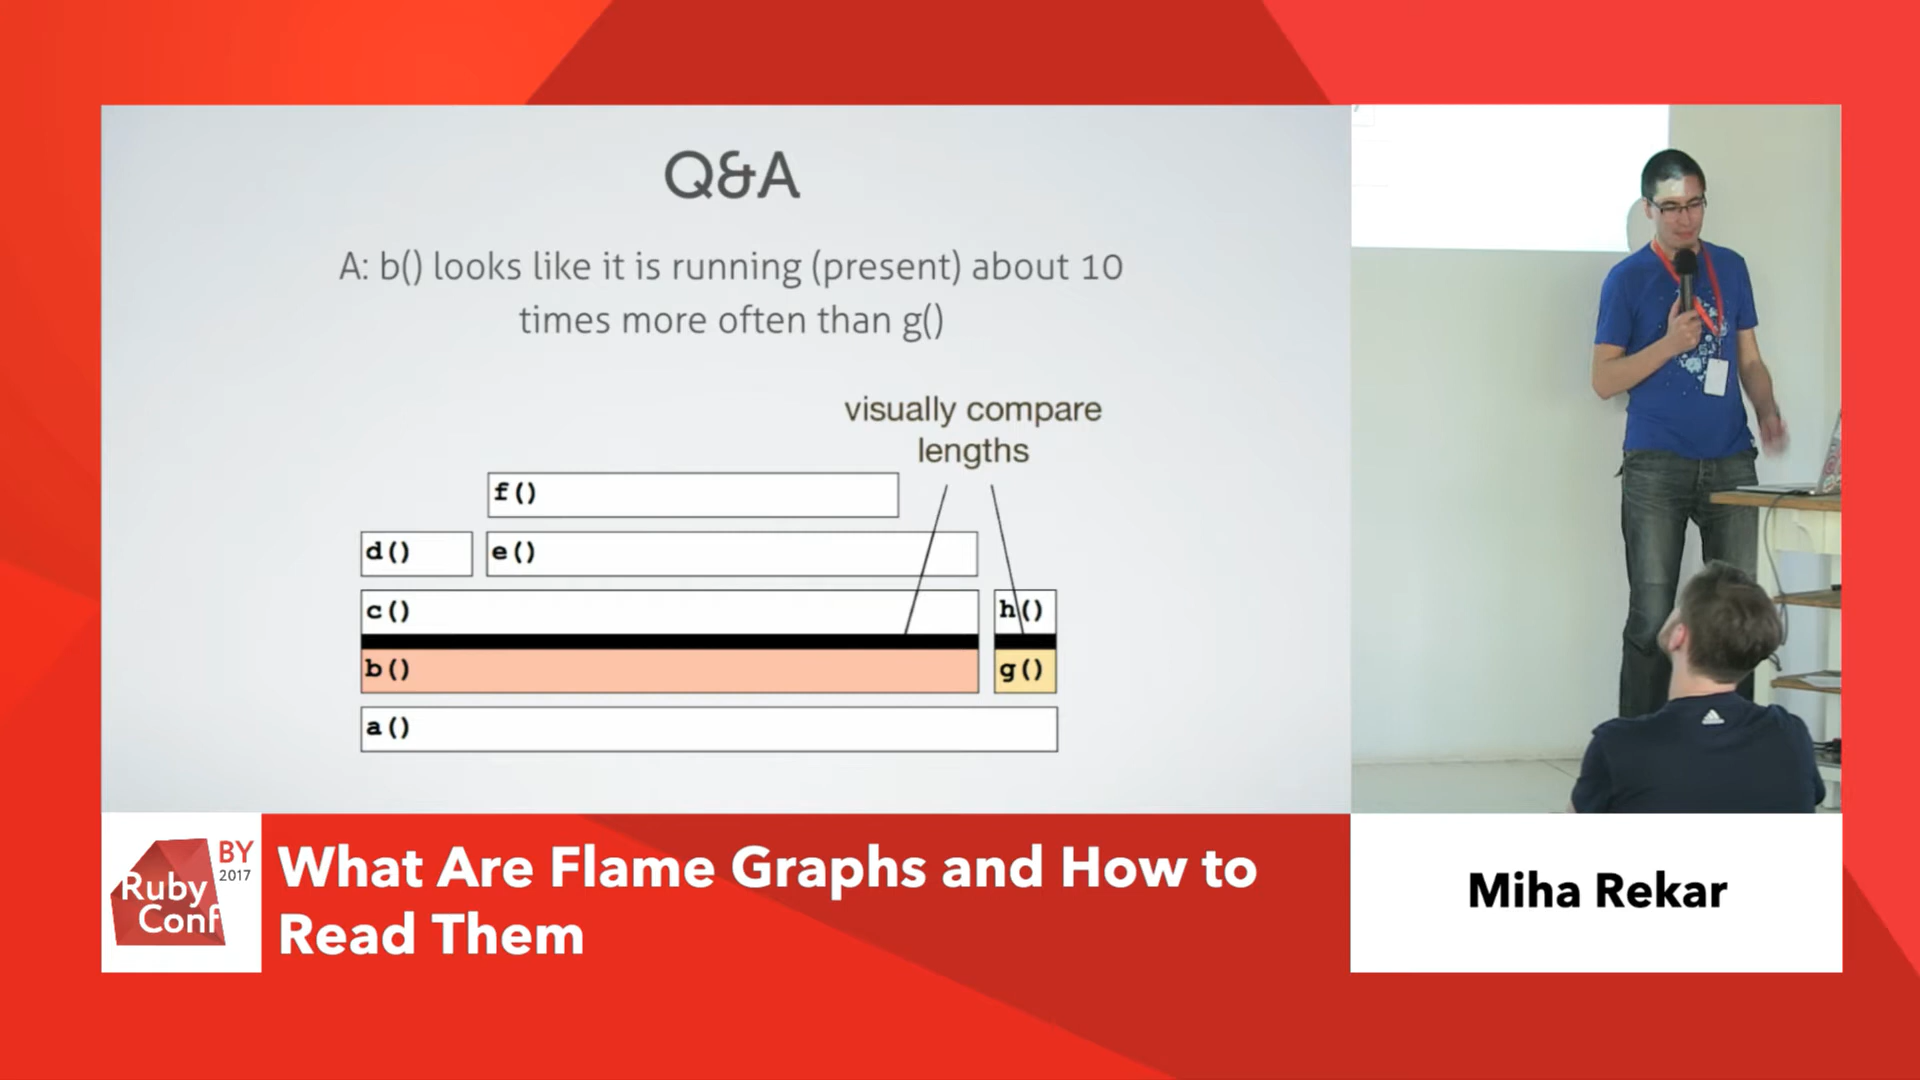 Q&A
A: b() looks like it is running (present) about 10
times more often than g()
visually compare
lengths
f()
d()
e()
c()
h()
b()
g()
a()
Ruby
Conf
BY
2017
What Are Flame Graphs and How to
Read Them
Miha Rekar